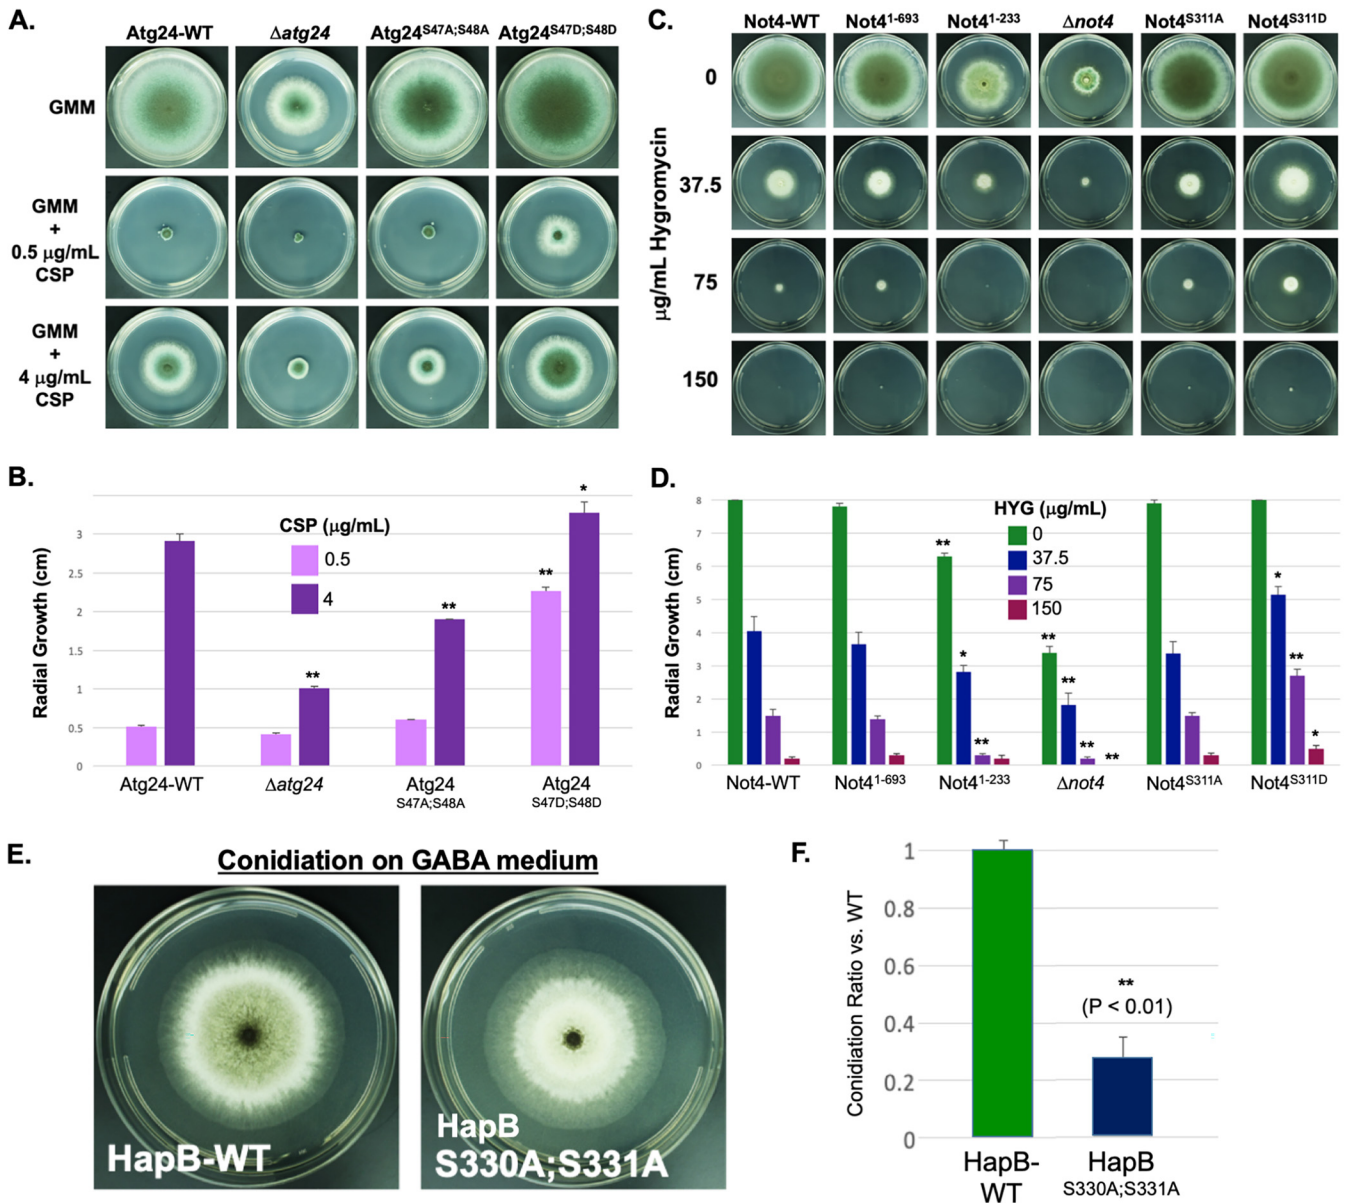 A.
Atg24-WT Δatg24 Atg24S47A;S48A Atg24S47D;S48D
GMM
GMM
+
0.5 µg/mL
CSP
GMM
+
4 µg/mL
CSP
B.
Radial Growth (cm)
CSP (µg/mL)
0.5
4
3
2.5
2
1.5
1
0.5
0
** ** ** *
Atg24-WT Δatg24 Atg24 Atg24
S47A;S48A S47D;S48D
C.
Not4-WT Not41-693 Not41-233 Δnot4 Not4S311A Not4S311D
µg/mL Hygromycin
0
37.5
75
150
D.
Radial Growth (cm)
HYG (µg/mL)
0
37.5
75
150
8
7
6
5
4
3
2
1
0
** * ** ** ** ** ** * ** *
Not4-WT Not41-693 Not41-233 Δnot4 Not4S311A Not4S311D
E.
Conidiation on GABA medium
HapB-WT
HapB
S330A;S331A
F.
Conidiation Ratio vs. WT
1
0.8
0.6
0.4
0.2
0
**
(P < 0.01)
HapB- HapB
WT S330A;S331A